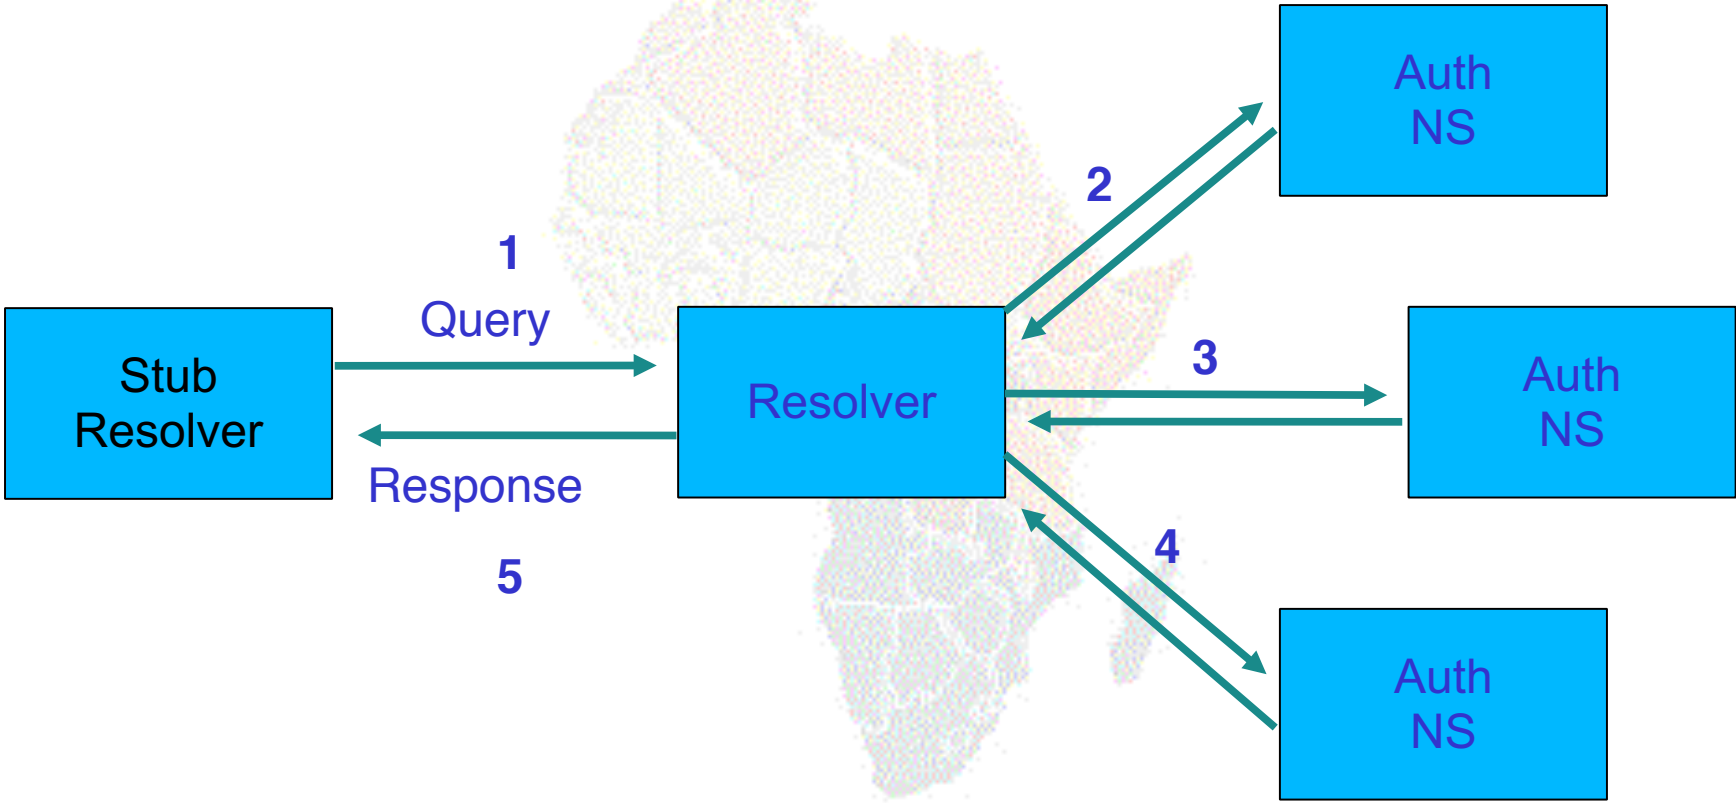 Auth
NS
2
1
Query
Stub
Resolver
Resolver
3
Auth
NS
Response
5
4
Auth
NS